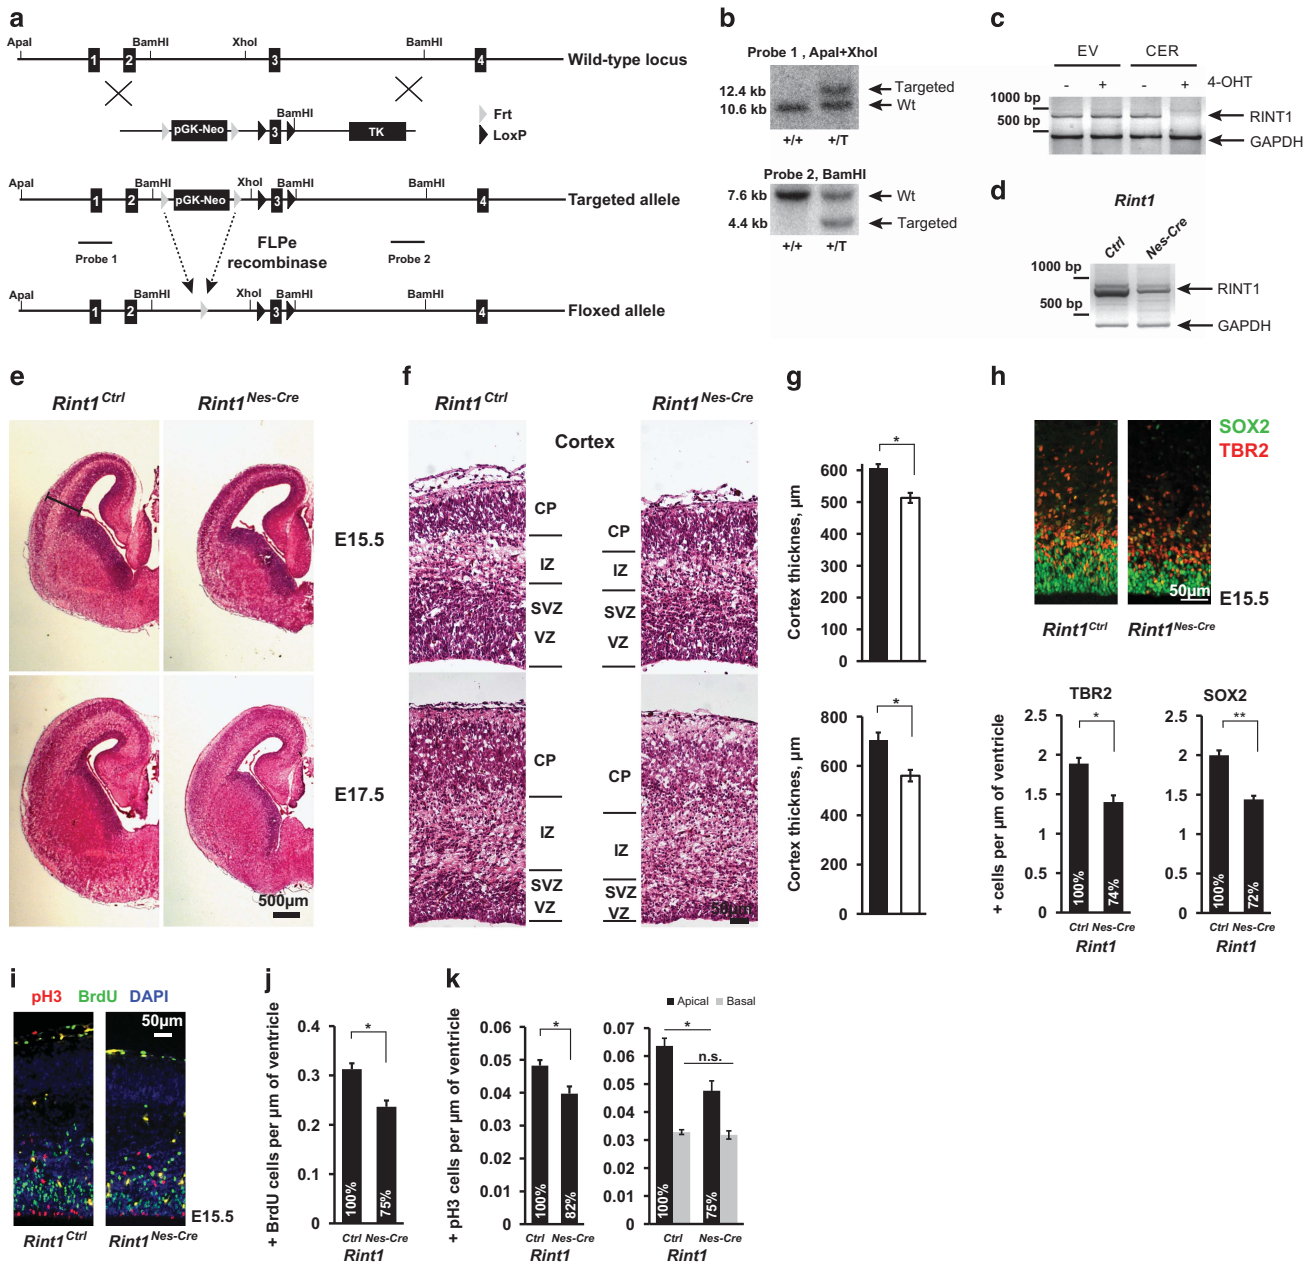 a
ApaI BamHI XhoI BamHI
1 2 3 4 Wild-type locus
BamHI
pGK-Neo 3 TK
Frt
LoxP
ApaI BamHI XhoI BamHI BamHI
1 2 pGK-Neo 3 4 Targeted allele
Probe 1 FLPe recombinase Probe 2
ApaI BamHI XhoI BamHI BamHI
1 2 3 4 Floxed allele
b
Probe 1 , ApaI+XhoI
12.4 kb Targeted
10.6 kb Wt
+/+ +/T
Probe 2, BamHI
7.6 kb Wt
4.4 kb Targeted
+/+ +/T
c
EV CER
- + - + 4-OHT
1000 bp
500 bp
RINT1
GAPDH
d
Rint1
Ctrl Nes-Cre
1000 bp
500 bp
RINT1
GAPDH
e
Rint1Ctrl Rint1Nes-Cre
E15.5
E17.5
500µm
f
Rint1Ctrl Rint1Nes-Cre
Cortex
CP CP
IZ IZ
SVZ SVZ
VZ VZ
CP CP
IZ IZ
SVZ SVZ
VZ VZ
50µm
g
Cortex thicknes, µm
600
500
400
300
200
100
0
*
Cortex thicknes, µm
800
600
400
200
0
*
h
SOX2
TBR2
50µm
E15.5
Rint1Ctrl Rint1Nes-Cre
+ cells per µm of ventricle
TBR2
2.5
2
1.5
1
0.5
0
*
100% 74%
Ctrl Nes-Cre
Rint1
SOX2
2.5
2
1.5
1
0.5
0
**
100% 72%
Ctrl Nes-Cre
Rint1
i
pH3 BrdU DAPI
50µm
E15.5
Rint1Ctrl Rint1Nes-Cre
j
+ BrdU cells per µm of ventricle
0.4
0.3
0.2
0.1
0
*
100% 75%
Ctrl Nes-Cre
Rint1
k
+ pH3 cells per µm of ventricle
0.06
0.05
0.04
0.03
0.02
0.01
0
*
100% 82%
Ctrl Nes-Cre
Rint1
Apical Basal
0.07
0.06
0.05
0.04
0.03
0.02
0.01
0
*
n.s.
100% 75%
Ctrl Nes-Cre
Rint1